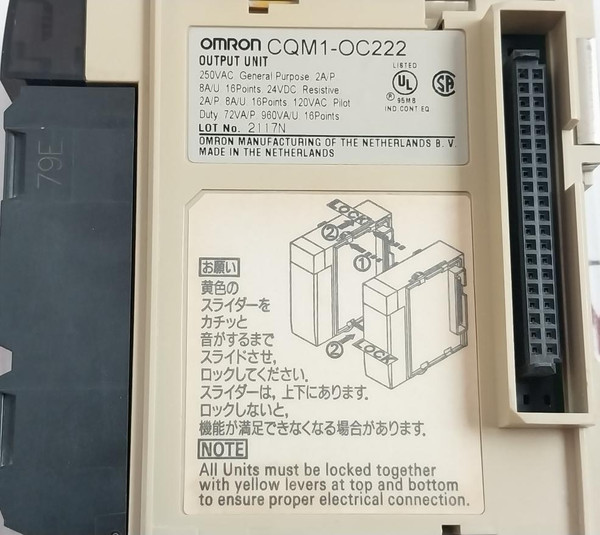 OMRON CQM1-OC222
OUTPUT UNIT
250VAC General Purpose 2A/P
8A/U 16Points 24VDC Resistive
2A/P 8A/U 16Points 120VAC Pilot
Duty 72VA/P 960VA/U 16Points
LOT No. 2117N
LISTED
UL
SA
®
95M8
IND CONT EQ
OMRON MANUFACTURING OF THE NETHERLANDS B. V.
MADE IN THE NETHERLANDS
79E
LOCK
②
①
②
LOCK
お願い
黄色の
スライダーを
カチッと
音がするまで
スライドさせ,
ロックしてください.
スライダーは, 上下にあります.
ロックしないと,
機能が満足できなくなる場合があります.
NOTE
All Units must be locked together
with yellow levers at top and bottom
to ensure proper electrical connection.